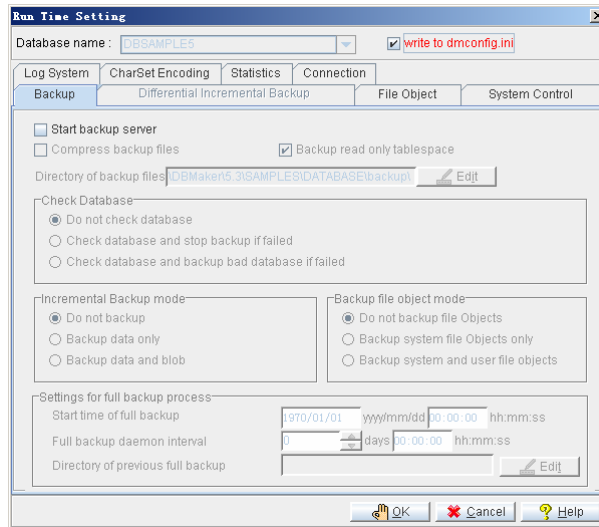 Run Time Setting
Database name : DBSAMPLE5 write to dmconfig.ini
Log System CharSet Encoding Statistics Connection
Backup Differential Incremental Backup File Object System Control
Start backup server
Compress backup files Backup read only tablespace
Directory of backup files \DBMaker\5.3\SAMPLES\DATABASE\backup\ Edit
Check Database
Do not check database
Check database and stop backup if failed
Check database and backup bad database if failed
Incremental Backup mode
Do not backup
Backup data only
Backup data and blob
Backup file object mode
Do not backup file Objects
Backup system file Objects only
Backup system and user file objects
Settings for full backup process
Start time of full backup 1970/01/01 yyyy/mm/dd 00:00:00 hh:mm:ss
Full backup daemon interval 0 days 00:00:00 hh:mm:ss
Directory of previous full backup Edit
OK Cancel Help